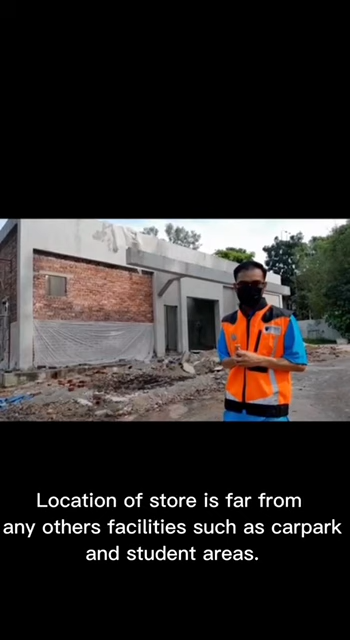 Location of store is far from
any others facilities such as carpark
and student areas.